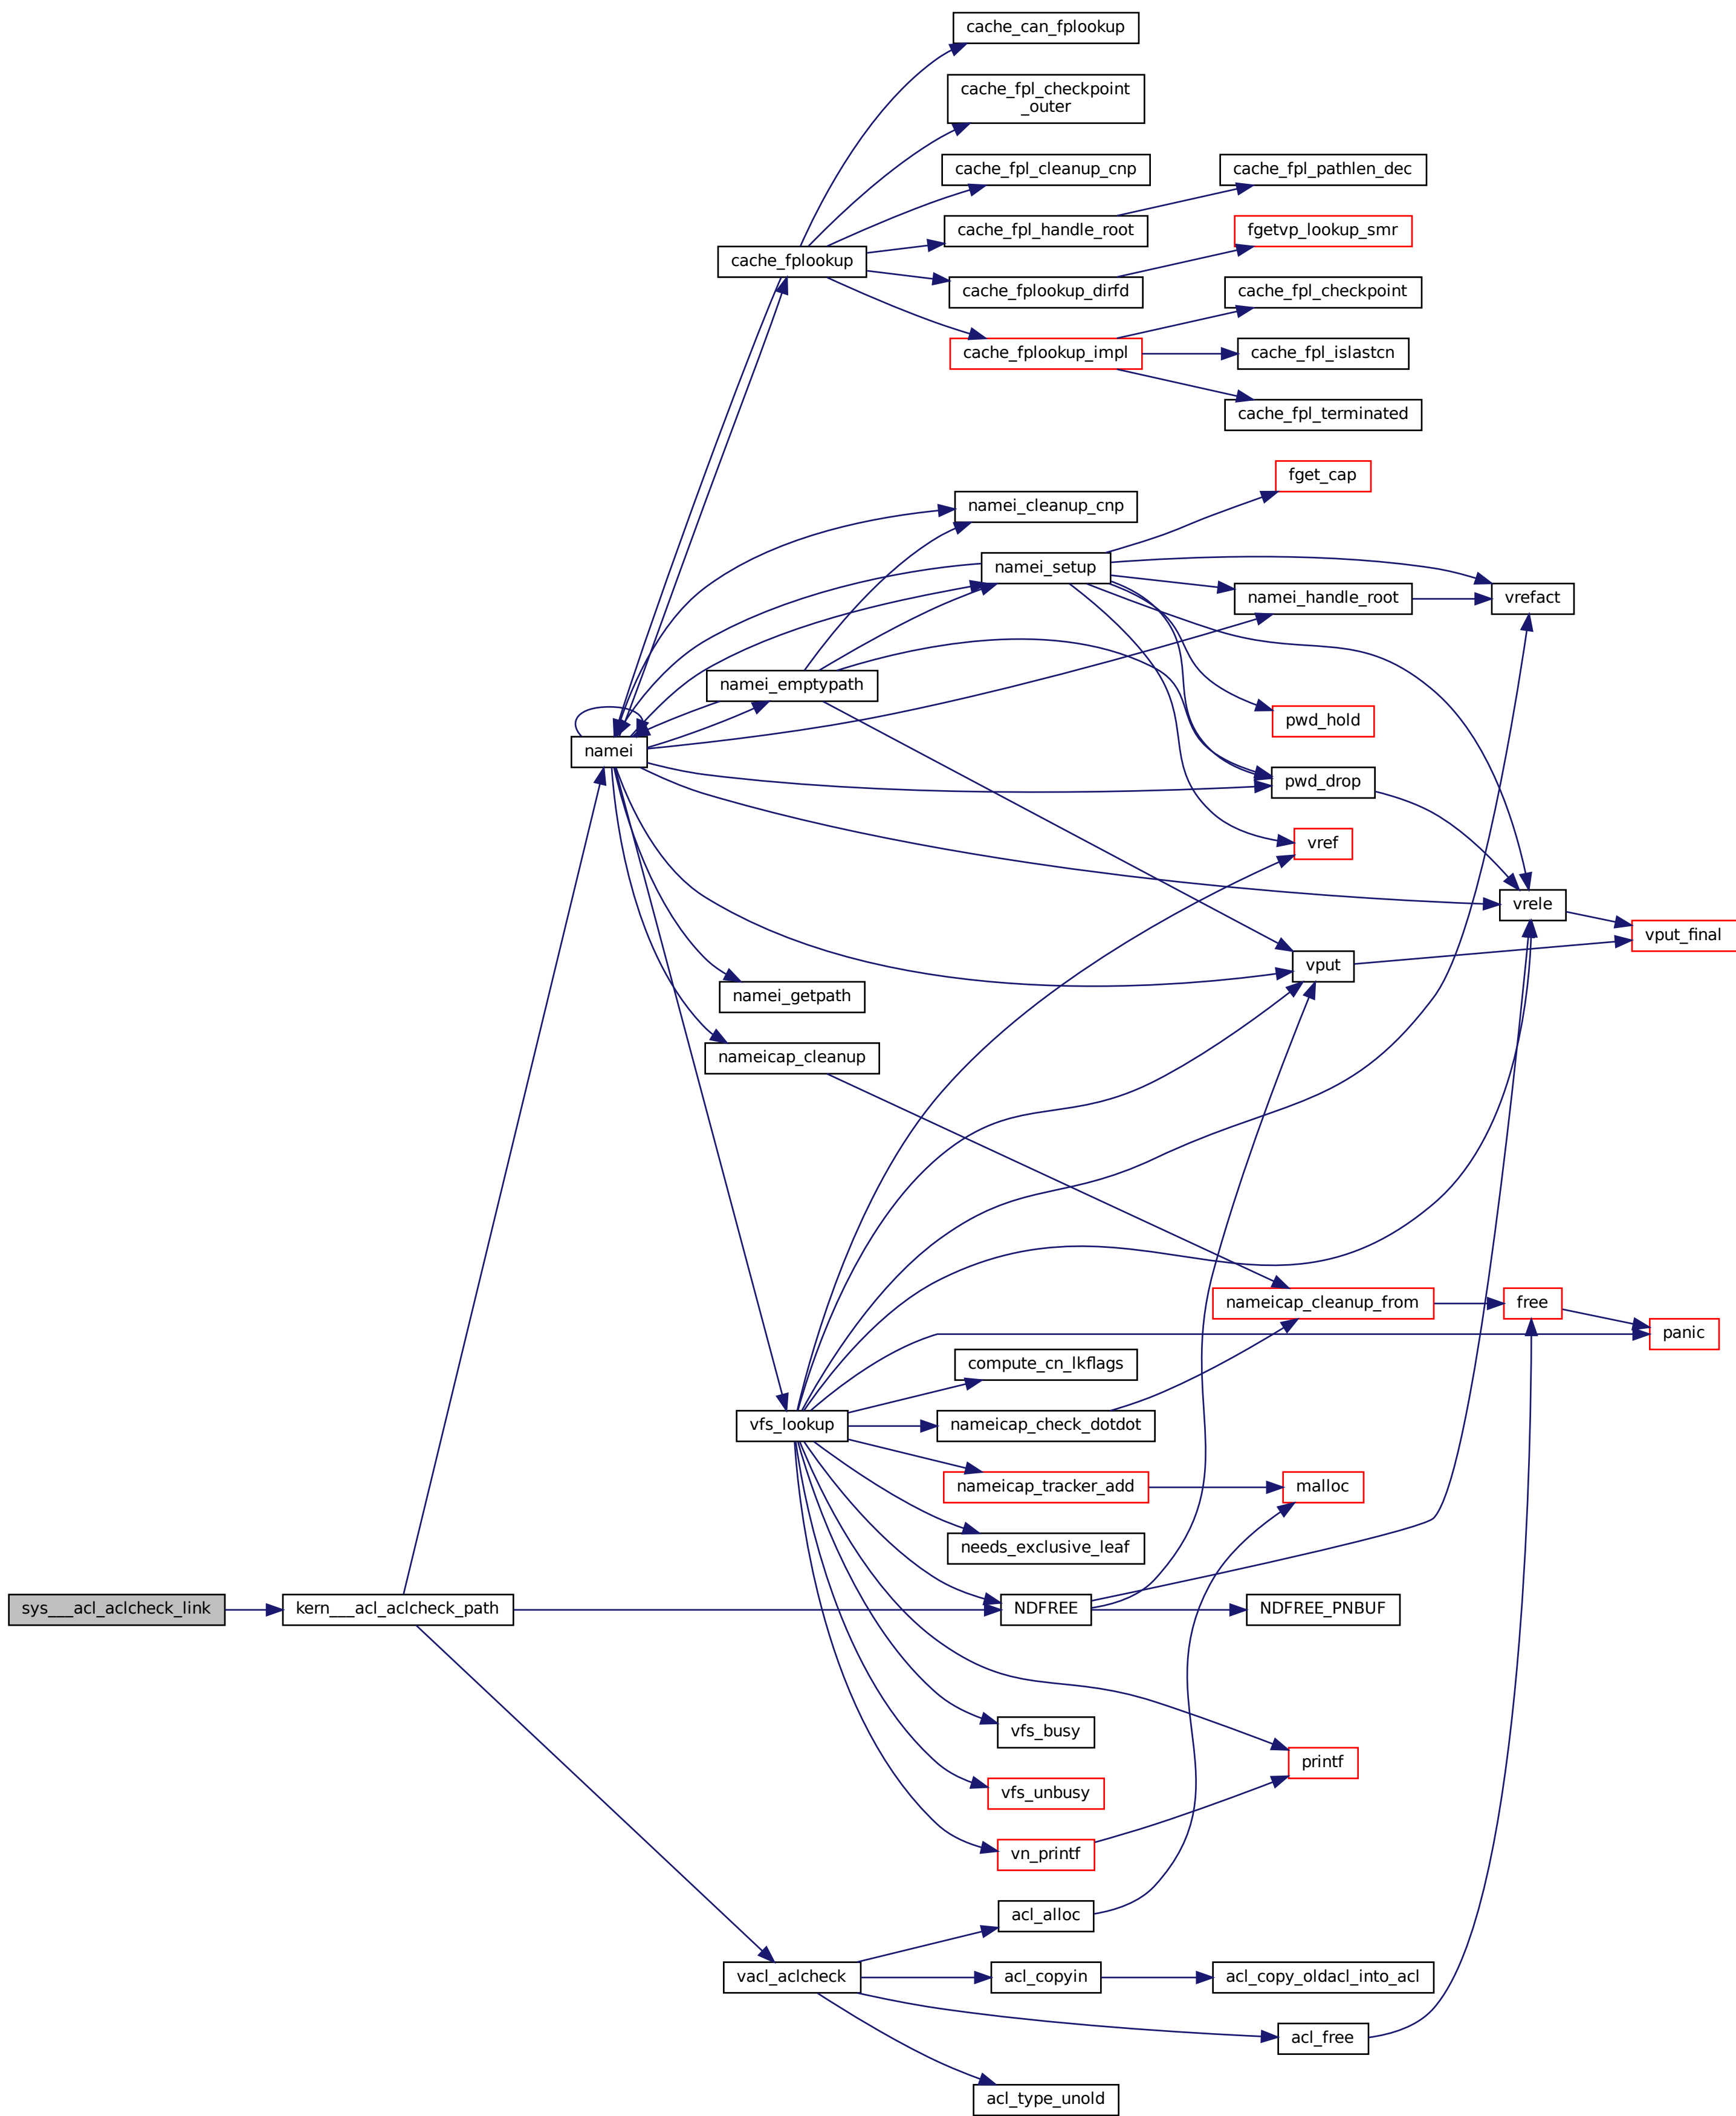 cache_can_fplookup
cache_fpl_checkpoint
_outer
cache_fpl_cleanup_cnp
cache_fpl_pathlen_dec
cache_fpl_handle_root
fgetvp_lookup_smr
cache_fplookup
cache_fplookup_dirfd
cache_fpl_checkpoint
cache_fplookup_impl
cache_fpl_islastcn
cache_fpl_terminated
fget_cap
namei_cleanup_cnp
namei_setup
namei_handle_root
vrefact
namei_emptypath
pwd_hold
namei
pwd_drop
vref
vrele
vput_final
vput
namei_getpath
nameicap_cleanup
nameicap_cleanup_from
free
panic
compute_cn_lkflags
vfs_lookup
nameicap_check_dotdot
nameicap_tracker_add
malloc
needs_exclusive_leaf
sys___acl_aclcheck_link
kern___acl_aclcheck_path
NDFREE
NDFREE_PNBUF
vfs_busy
printf
vfs_unbusy
vn_printf
acl_alloc
vacl_aclcheck
acl_copyin
acl_copy_oldacl_into_acl
acl_free
acl_type_unold